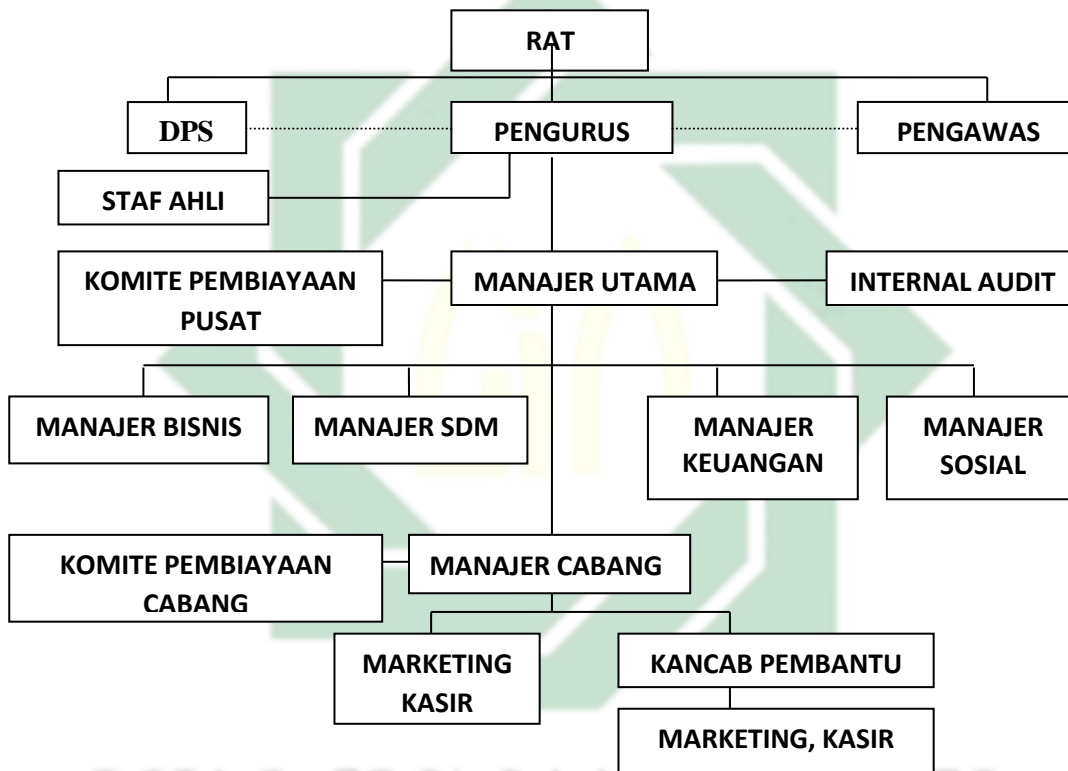 RAT
DPS
PENGURUS
PENGAWAS
STAF AHLI
KOMITE PEMBIAYAAN
PUSAT
MANAJER UTAMA
INTERNAL AUDIT
MANAJER BISNIS
MANAJER SDM
MANAJER
KEUANGAN
MANAJER
SOSIAL
KOMITE PEMBIAYAAN
CABANG
MANAJER CABANG
MARKETING
KASIR
KANCAB PEMBANTU
MARKETING, KASIR